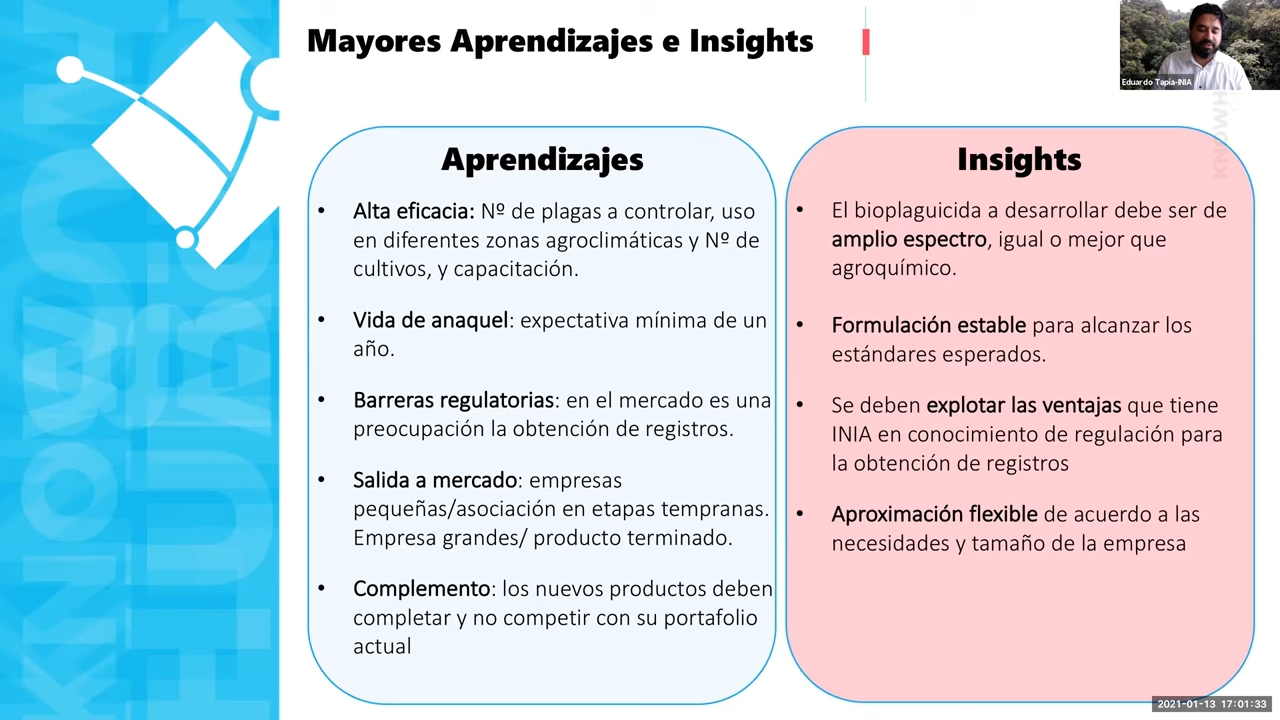 Mayores Aprendizajes e Insights
Eduardo Tapia-INIA
Aprendizajes
• Alta eficacia: Nº de plagas a controlar, uso
en diferentes zonas agroclimáticas y Nº de
cultivos, y capacitación.
• Vida de anaquel: expectativa mínima de un
año.
• Barreras regulatorias: en el mercado es una
preocupación la obtención de registros.
• Salida a mercado: empresas
pequeñas/asociación en etapas tempranas.
Empresa grandes/ producto terminado.
• Complemento: los nuevos productos deben
completar y no competir con su portafolio
actual
Insights
• El bioplaguicida a desarrollar debe ser de
amplio espectro, igual o mejor que
agroquímico.
• Formulación estable para alcanzar los
estándares esperados.
• Se deben explotar las ventajas que tiene
INIA en conocimiento de regulación para
la obtención de registros
• Aproximación flexible de acuerdo a las
necesidades y tamaño de la empresa
2021-01-13 17:01:33